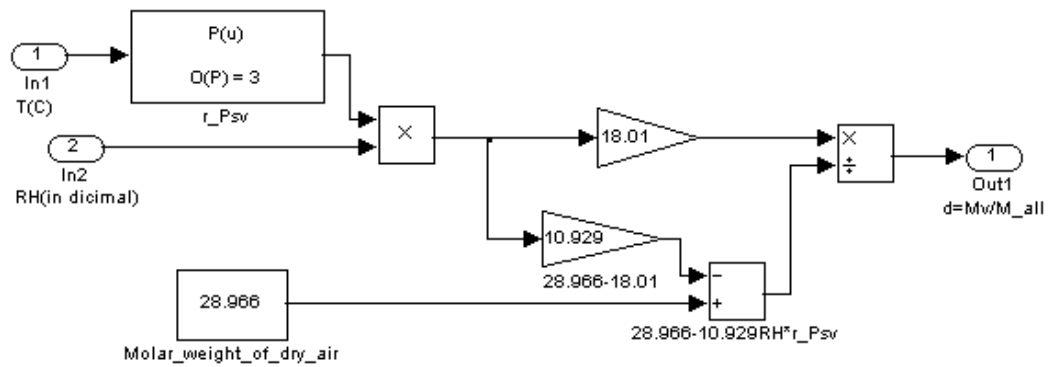 P(u)
O(P) = 3
r_Psv
1
In1
T(C)
2
In2
RH(in dicimal)
×
18.01
×
÷
1
Out1
d=Mv/M_all
10.929
28.966-18.01
−
+
28.966-10.929RH*r_Psv
28.966
Molar_weight_of_dry_air